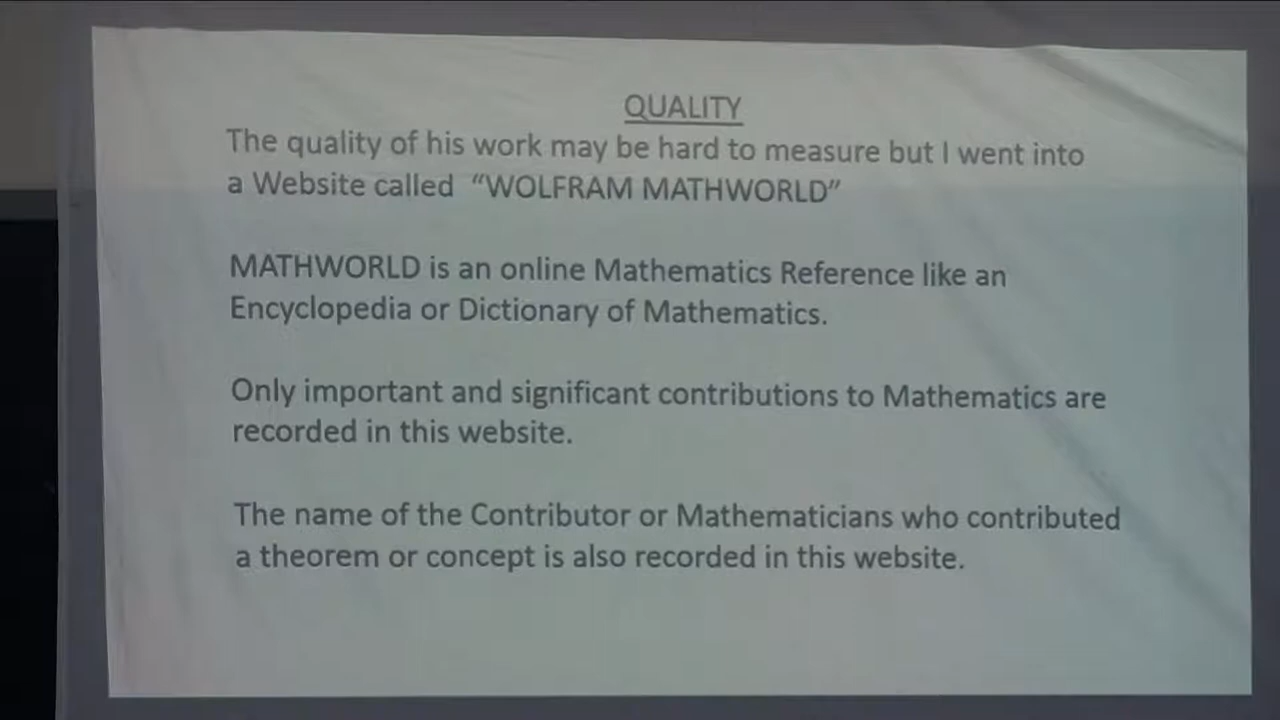 QUALITY
The quality of his work may be hard to measure but I went into
a Website called “WOLFRAM MATHWORLD”
MATHWORLD is an online Mathematics Reference like an
Encyclopedia or Dictionary of Mathematics.
Only important and significant contributions to Mathematics are
recorded in this website.
The name of the Contributor or Mathematicians who contributed
a theorem or concept is also recorded in this website.